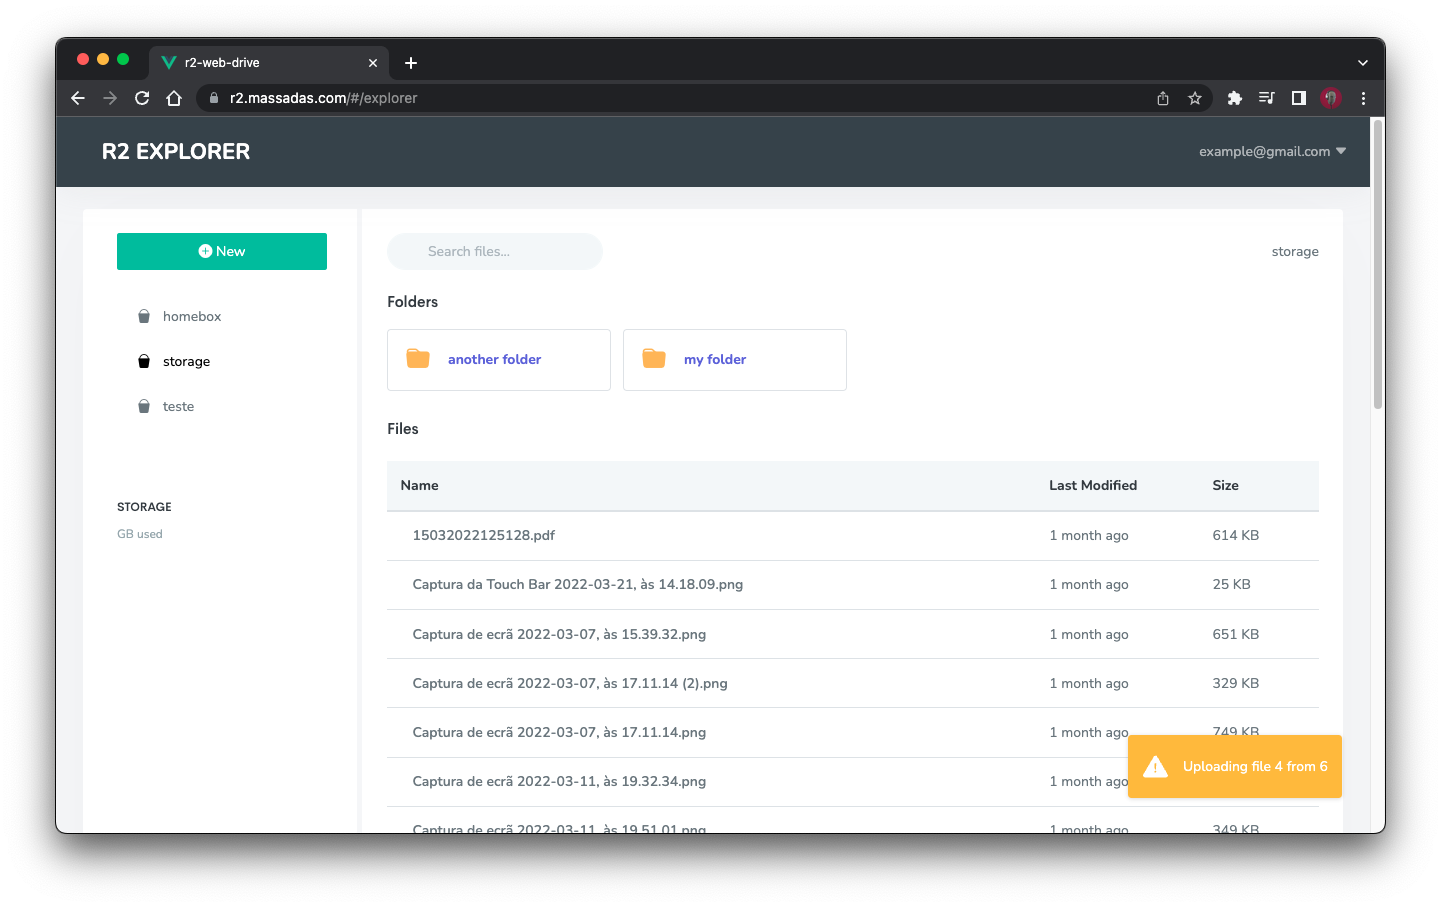 r2-web-drive
r2.massadas.com/#/explorer
R2 EXPLORER
example@gmail.com
New
homebox
storage
teste
STORAGE
GB used
Search files...
storage
Folders
another folder
my folder
Files
Name Last Modified Size
15032022125128.pdf 1 month ago 614 KB
Captura da Touch Bar 2022-03-21, às 14.18.09.png 1 month ago 25 KB
Captura de ecrã 2022-03-07, às 15.39.32.png 1 month ago 651 KB
Captura de ecrã 2022-03-07, às 17.11.14 (2).png 1 month ago 329 KB
Captura de ecrã 2022-03-07, às 17.11.14.png 1 month ago 749 KB
Captura de ecrã 2022-03-11, às 19.32.34.png 1 month ago
Uploading file 4 from 6
Captura de ecrã 2022-03-11, às 19.51.01.png 1 month ago 349 KB